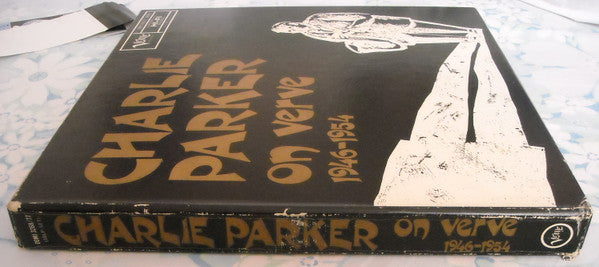 Verve
CHARLIE
PARKER
on verve
1946-1954
CHARLIE PARKER on verve
1946-1954
Verve